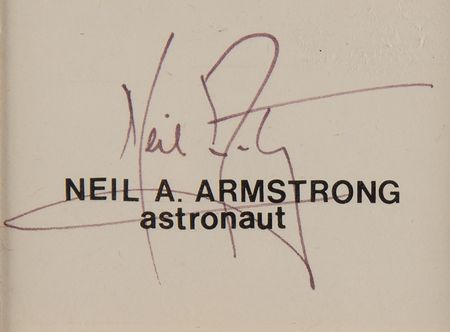 Neil
NEIL A. ARMSTRONG
astronaut